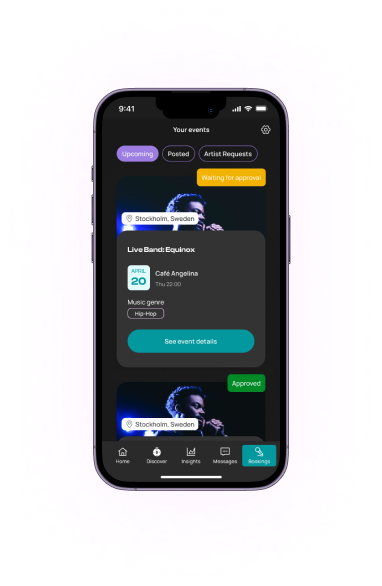 9:41
Your events
Upcoming
Posted
Artist Requests
Waiting for approval
Stockholm, Sweden
Live Band: Equinox
APRIL
20
Café Angelina
Thu 22:00
Music genre
Hip-Hop
See event details
Approved
Stockholm, Sweden
Home
Discover
Insights
Messages
Bookings